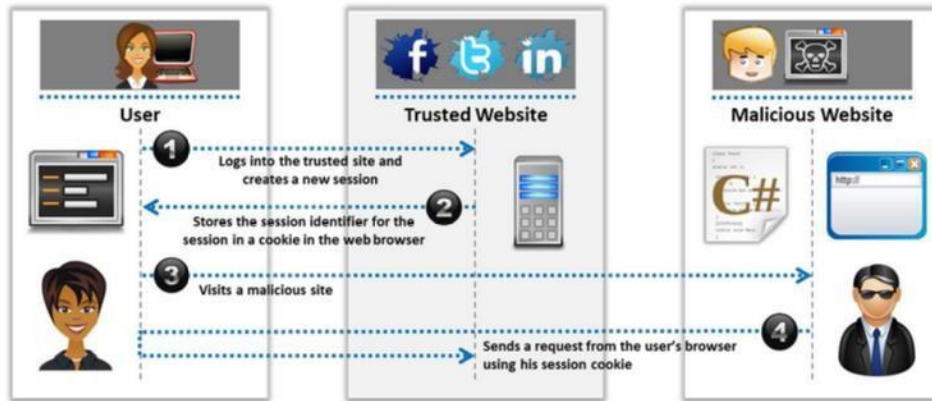 User
Trusted Website
Malicious Website
1
Logs into the trusted site and
creates a new session
2
Stores the session identifier for the
session in a cookie in the web browser
3
Visits a malicious site
4
Sends a request from the user's browser
using his session cookie
f
t
in
C#
http://